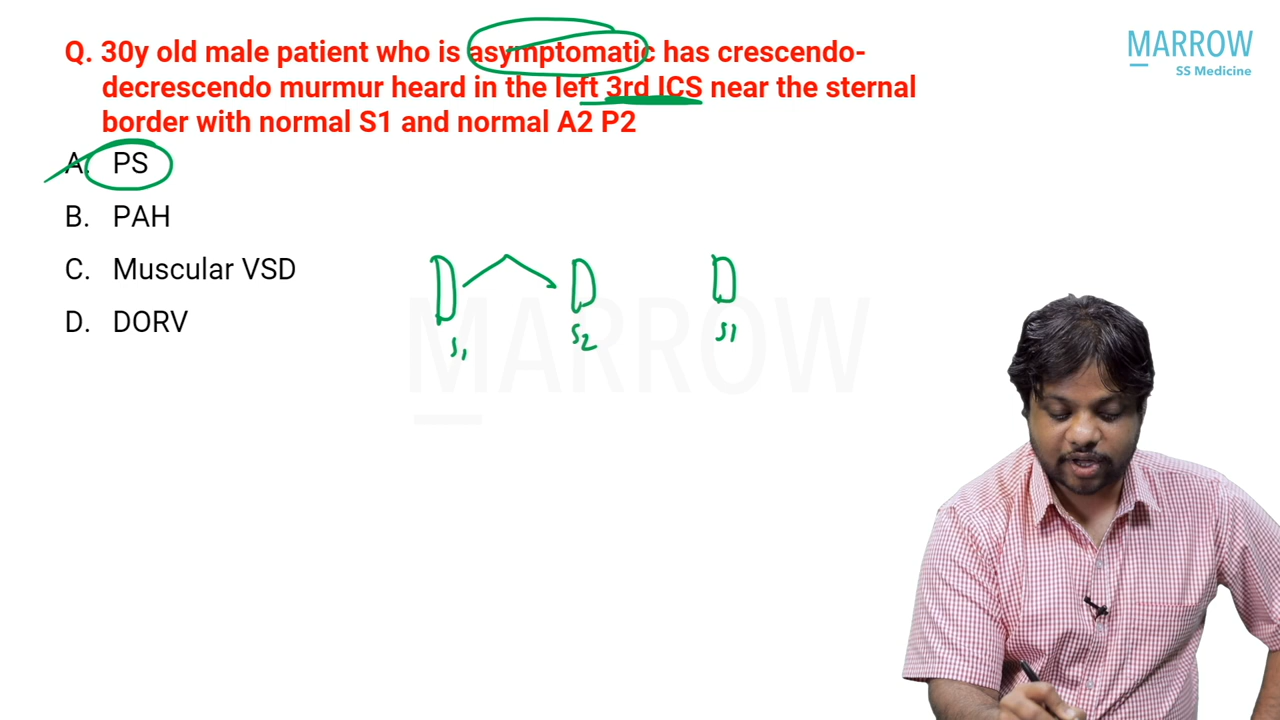 MARROW
SS Medicine
Q. 30y old male patient who is asymptomatic has crescendo-
decrescendo murmur heard in the left 3rd ICS near the sternal
border with normal S1 and normal A2 P2
A. PS
B. PAH
C. Muscular VSD
D. DORV
S1 S2 S1
MARROW